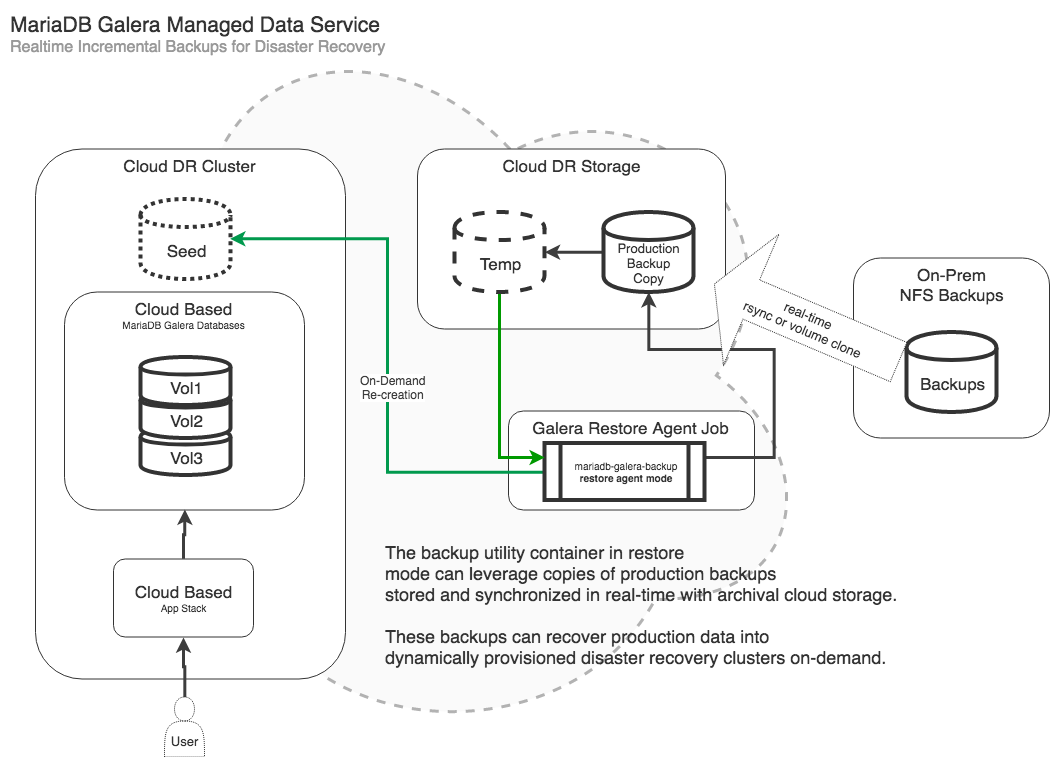 MariaDB Galera Managed Data Service
Realtime Incremental Backups for Disaster Recovery
Cloud DR Cluster
Seed
Cloud Based
MariaDB Galera Databases
Vol1
Vol2
Vol3
Cloud Based
App Stack
User
On-Demand
Re-creation
Cloud DR Storage
Temp
Production
Backup
Copy
real-time
rsync or volume clone
On-Prem
NFS Backups
Backups
Galera Restore Agent Job
mariadb-galera-backup
restore agent mode
The backup utility container in restore
mode can leverage copies of production backups
stored and synchronized in real-time with archival cloud storage.
These backups can recover production data into
dynamically provisioned disaster recovery clusters on-demand.